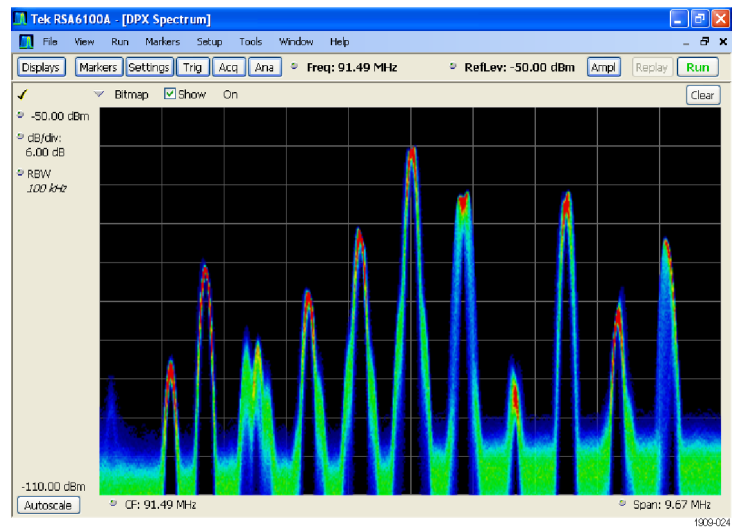 Tek RSA6100A - [DPX Spectrum]
File View Run Markers Setup Tools Window Help
Displays Markers Settings Trig Acq Ana Freq: 91.49 MHz RefLev: -50.00 dBm Ampl Replay Run
Bitmap Show On Clear
-50.00 dBm
dB/div:
6.00 dB
RBW
100 kHz
-110.00 dBm
Autoscale CF: 91.49 MHz Span: 9.67 MHz
1909-024